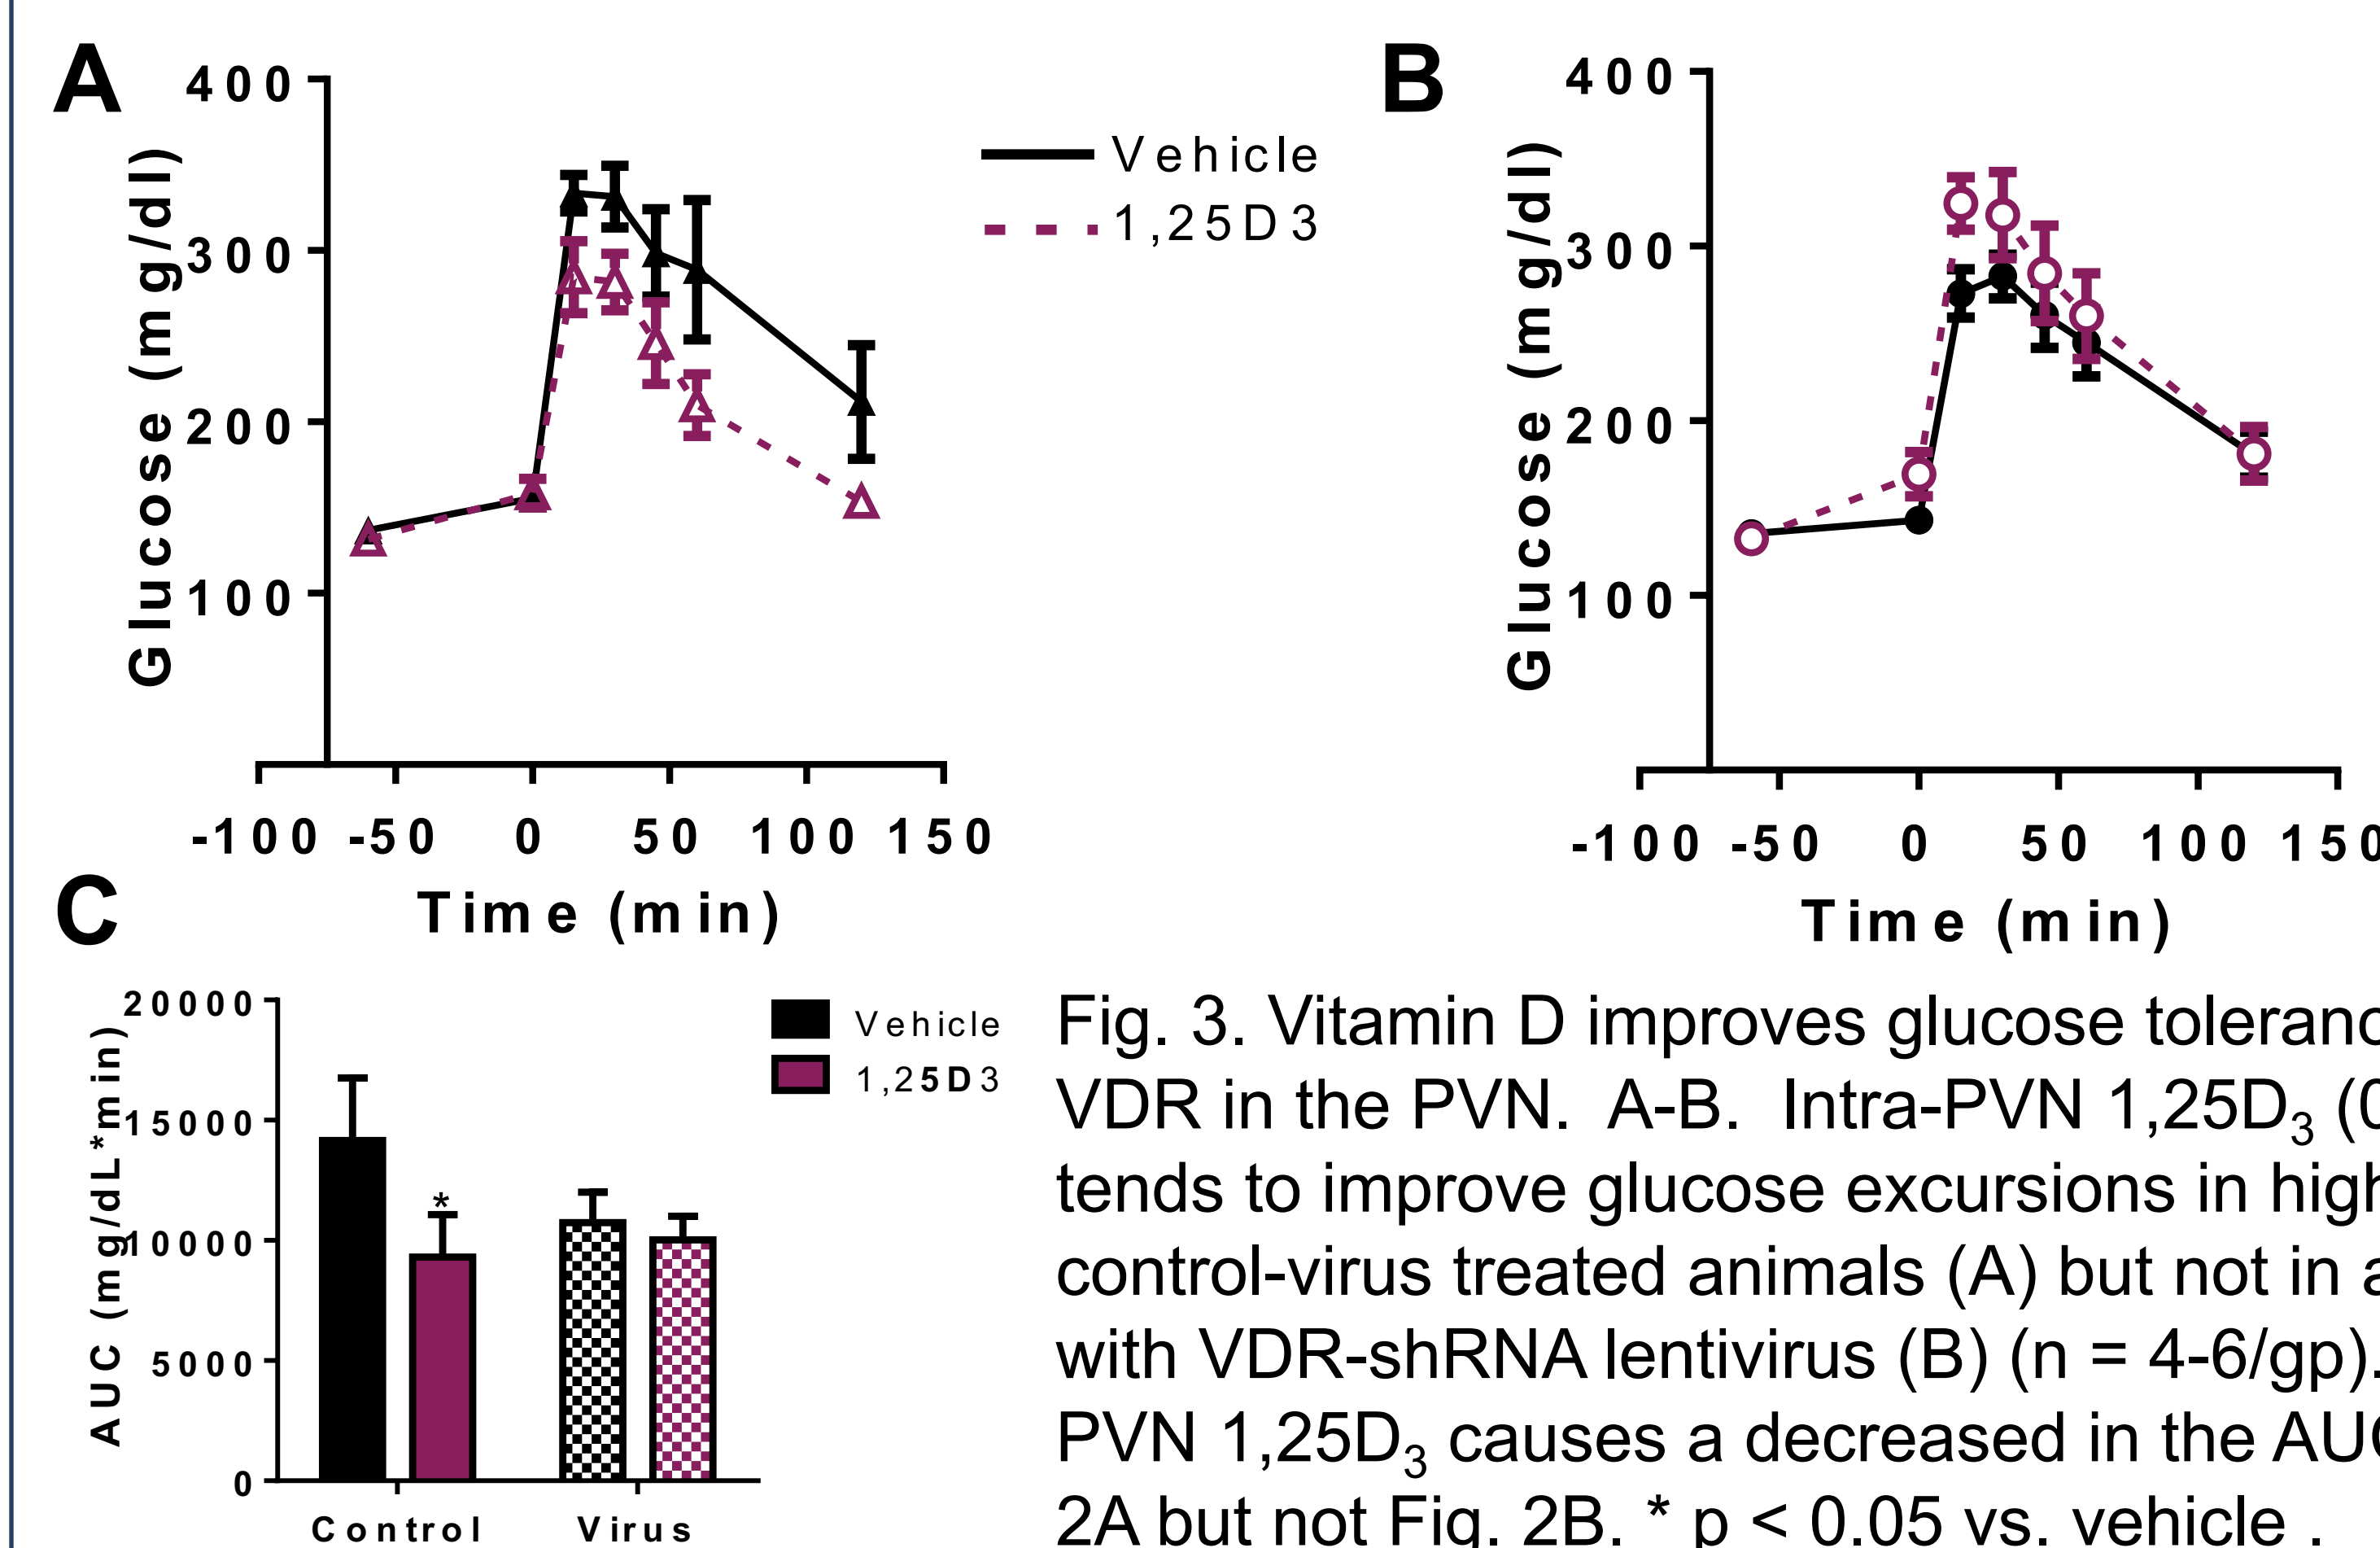 A
400
300
200
100
Glucose (mg/dl)
-100 -50 0 50 100 150
Time (min)
Vehicle
1,25D3
B
400
300
200
100
Glucose (mg/dl)
-100 -50 0 50 100 150
Time (min)
C
20000
15000
10000
5000
0
AUC (mg/dL*min)
*
Control Virus
Vehicle
1,25D3
Fig. 3. Vitamin D improves glucose toleranc
VDR in the PVN. A-B. Intra-PVN 1,25D₃ (0
tends to improve glucose excursions in high
control-virus treated animals (A) but not in a
with VDR-shRNA lentivirus (B) (n = 4-6/gp).
PVN 1,25D₃ causes a decreased in the AUC
2A but not Fig. 2B. * p < 0.05 vs. vehicle .